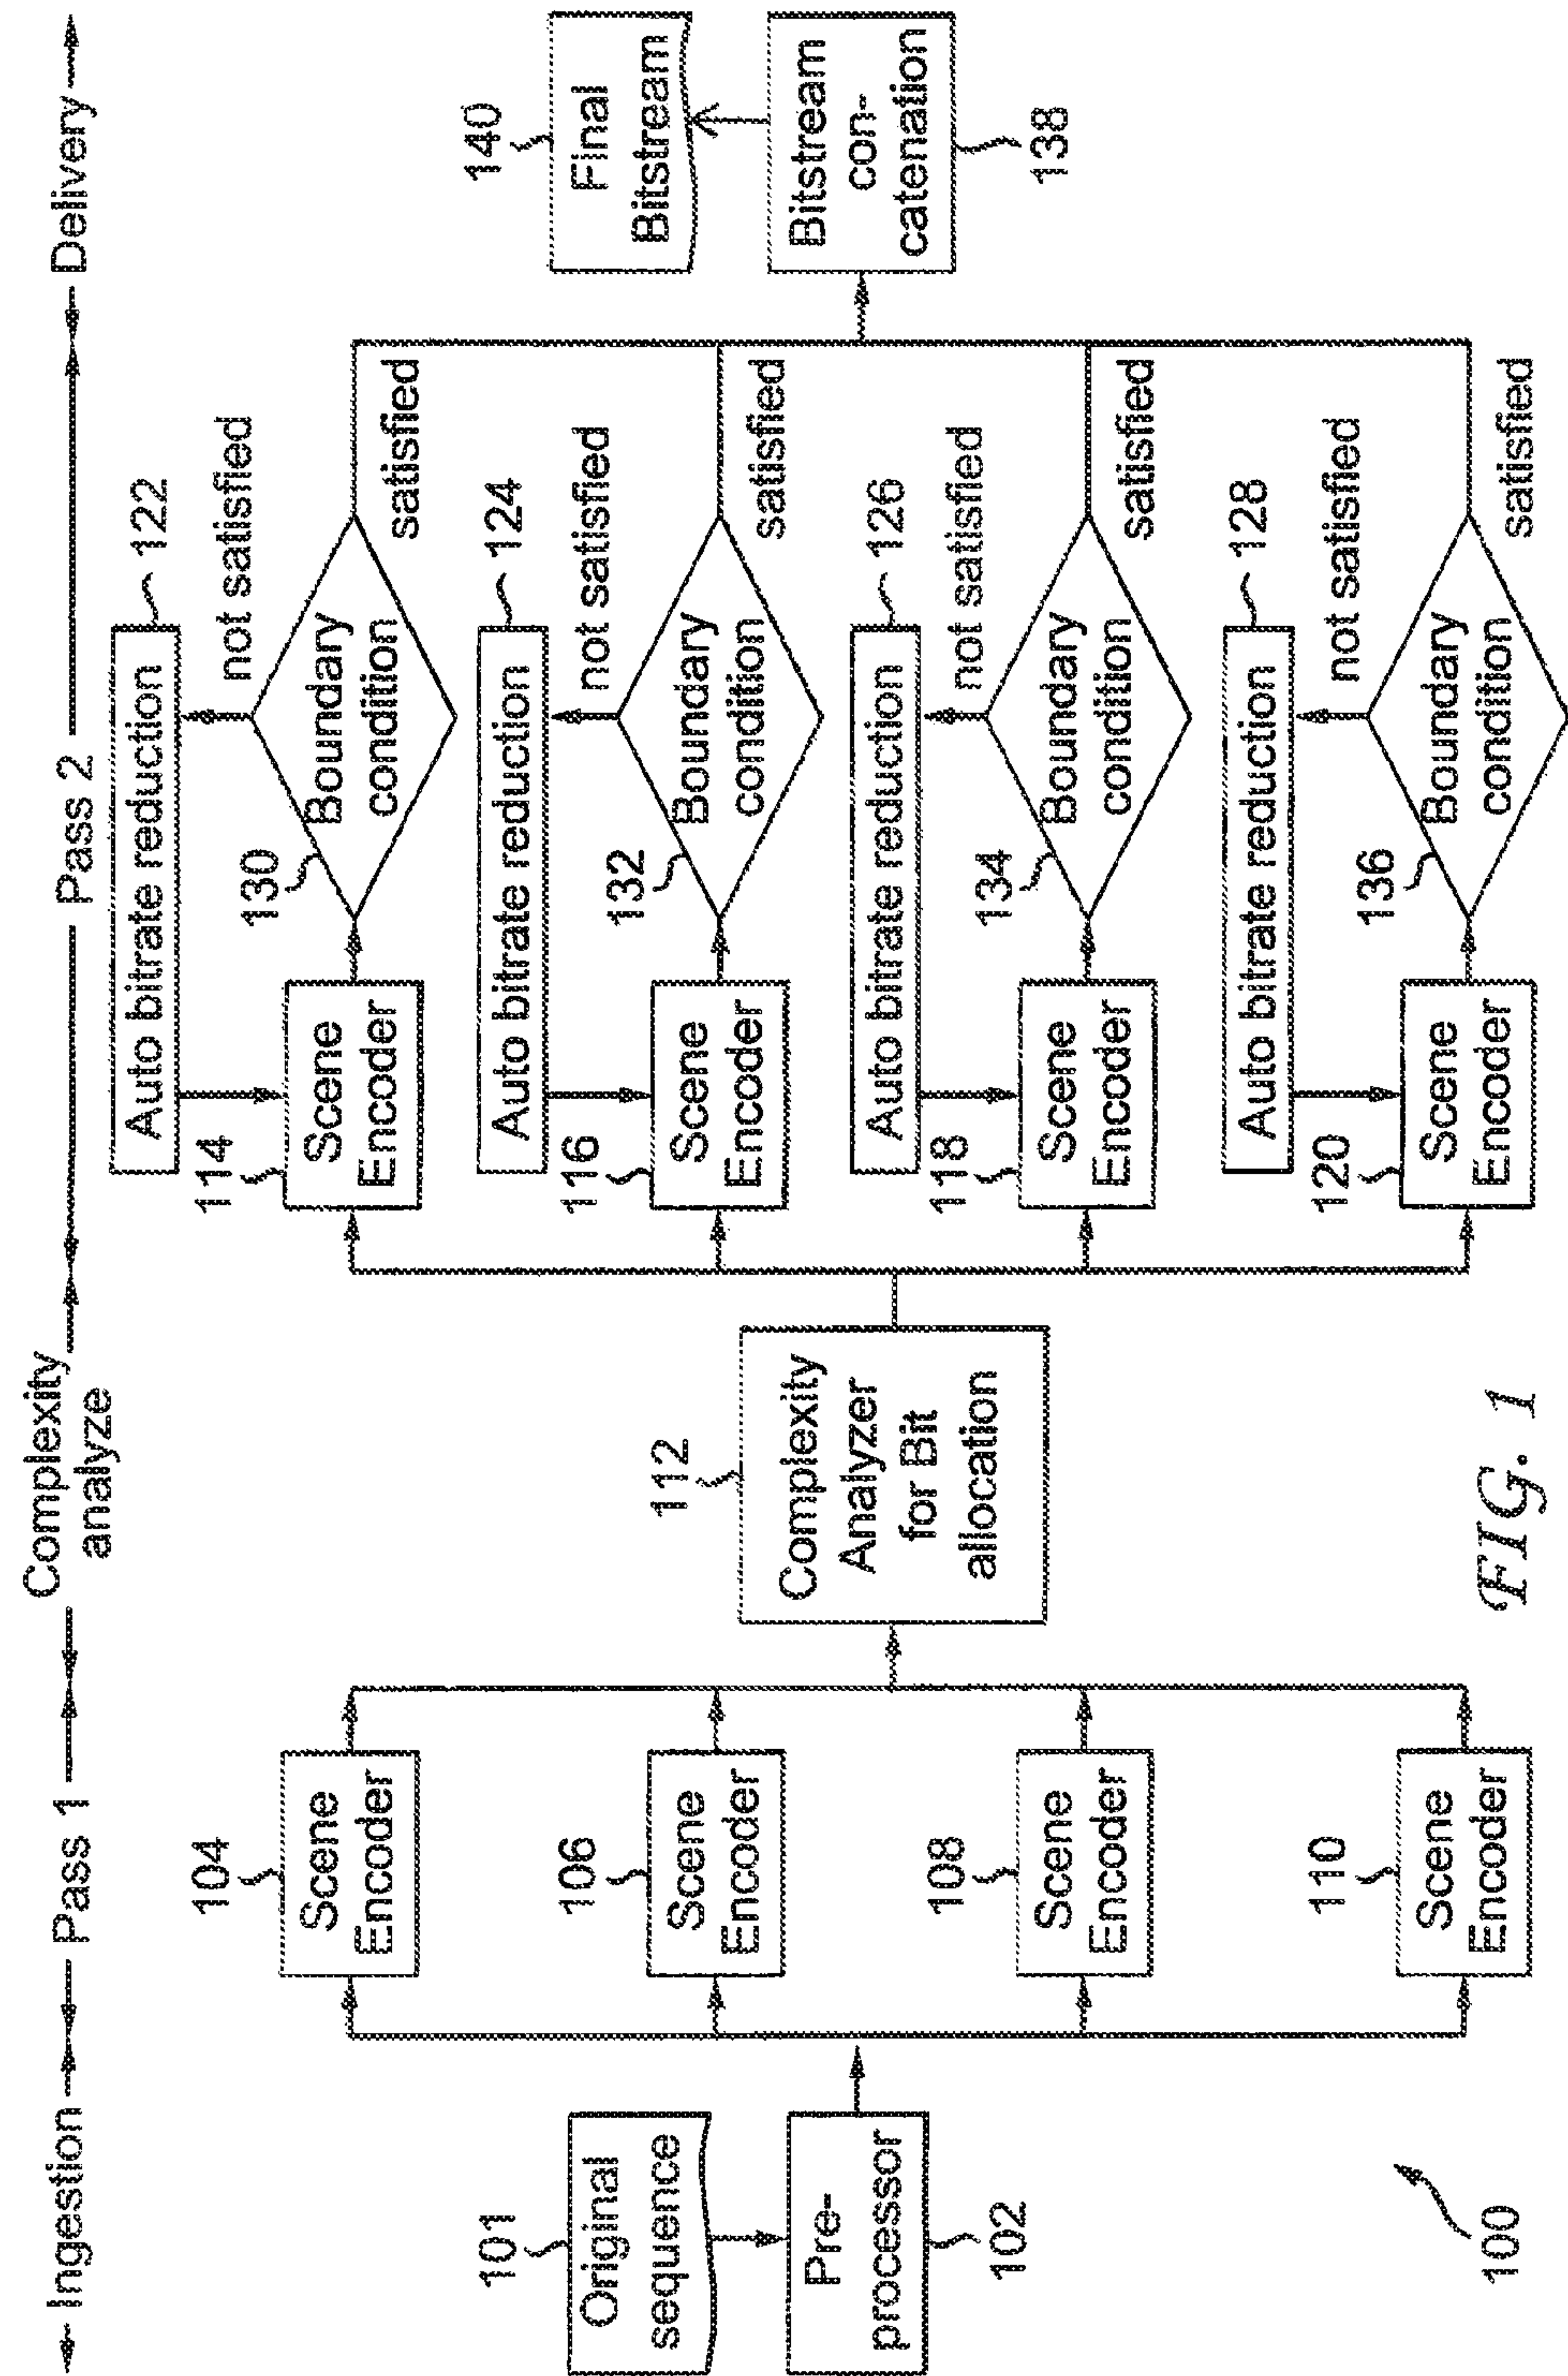 Ingestion
Pass 1
Complexity
analyze
Pass 2
Delivery
101
Original
sequence
Pre-
processor
102
104
Scene
Encoder
106
Scene
Encoder
108
Scene
Encoder
110
Scene
Encoder
112
Complexity
Analyzer
for Bit
allocation
Auto bitrate reduction
122
not satisfied
114
Scene
Encoder
130
Boundary
condition
satisfied
Auto bitrate reduction
124
not satisfied
116
Scene
Encoder
132
Boundary
condition
satisfied
Auto bitrate reduction
126
not satisfied
118
Scene
Encoder
134
Boundary
condition
satisfied
Auto bitrate reduction
128
not satisfied
120
Scene
Encoder
136
Boundary
condition
satisfied
140
Final
Bitstream
Bitstream
con-
catenation
138
100
FIG. 1